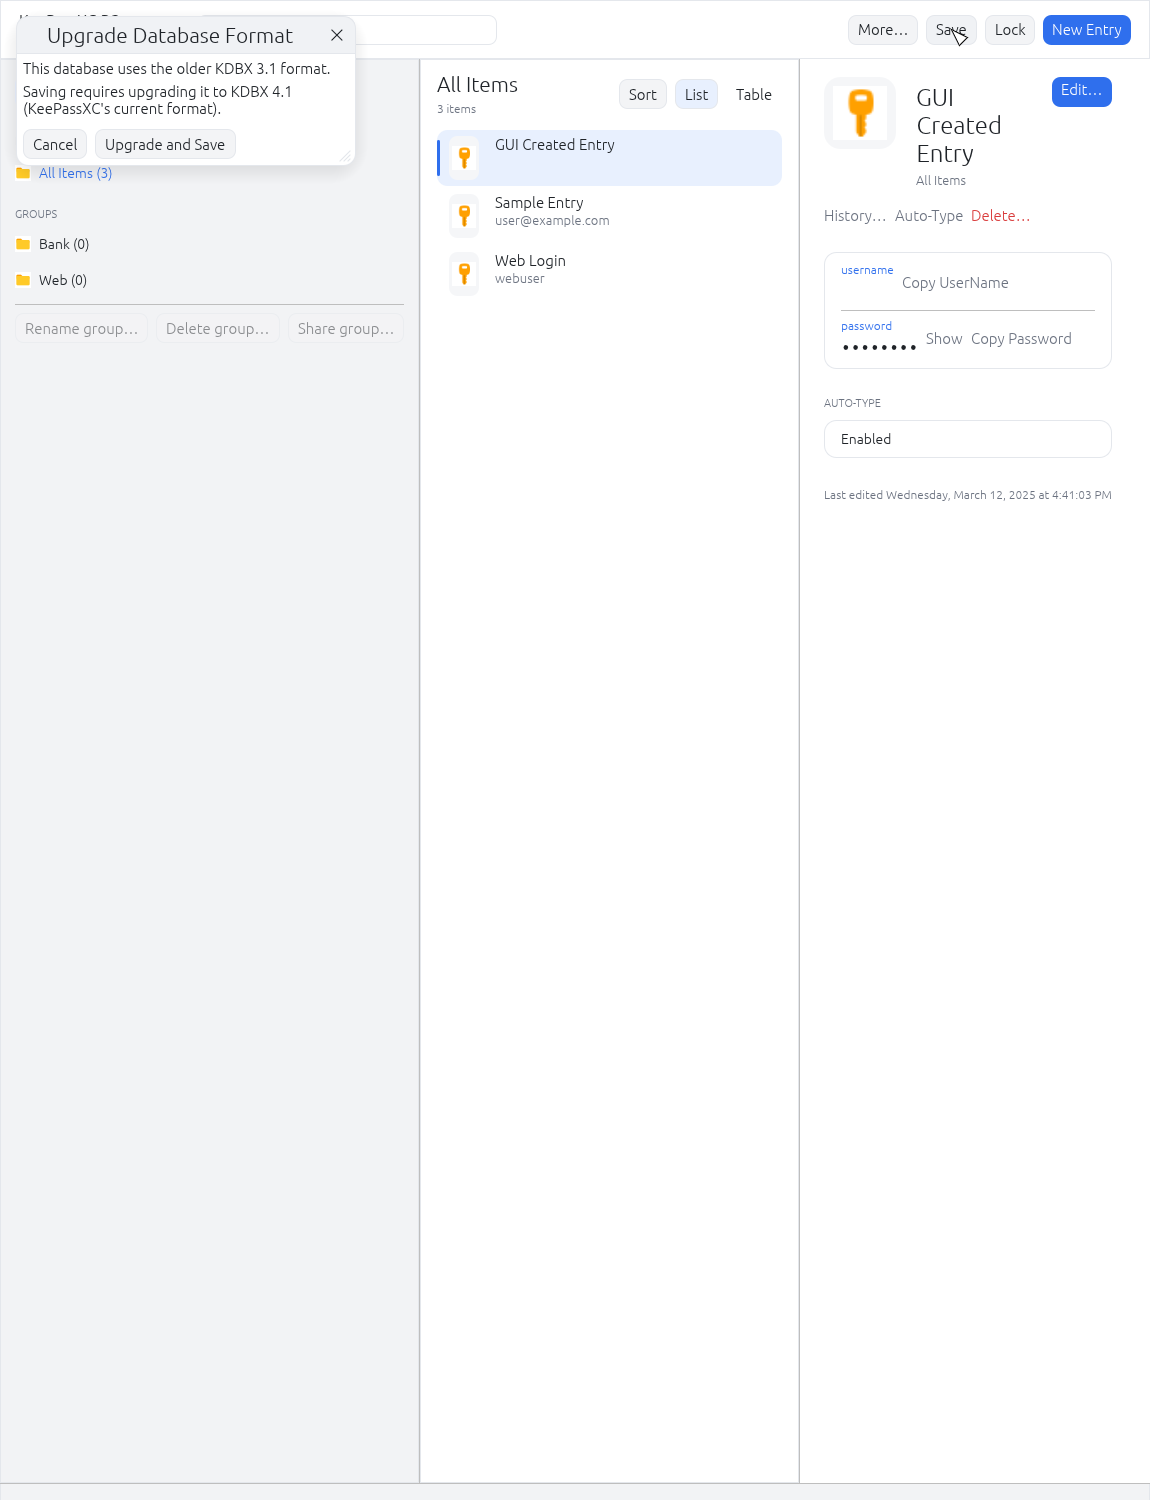 More...
Save
Lock
New Entry
Upgrade Database Format
This database uses the older KDBX 3.1 format.
Saving requires upgrading it to KDBX 4.1
(KeePassXC's current format).
Cancel
Upgrade and Save
All Items (3)
GROUPS
Bank (0)
Web (0)
Rename group...
Delete group...
Share group...
All Items
3 items
Sort
List
Table
GUI Created Entry
Sample Entry
user@example.com
Web Login
webuser
GUI
Created
Entry
All Items
Edit...
History...
Auto-Type
Delete...
username
Copy UserName
password
••••••••
Show
Copy Password
AUTO-TYPE
Enabled
Last edited Wednesday, March 12, 2025 at 4:41:03 PM